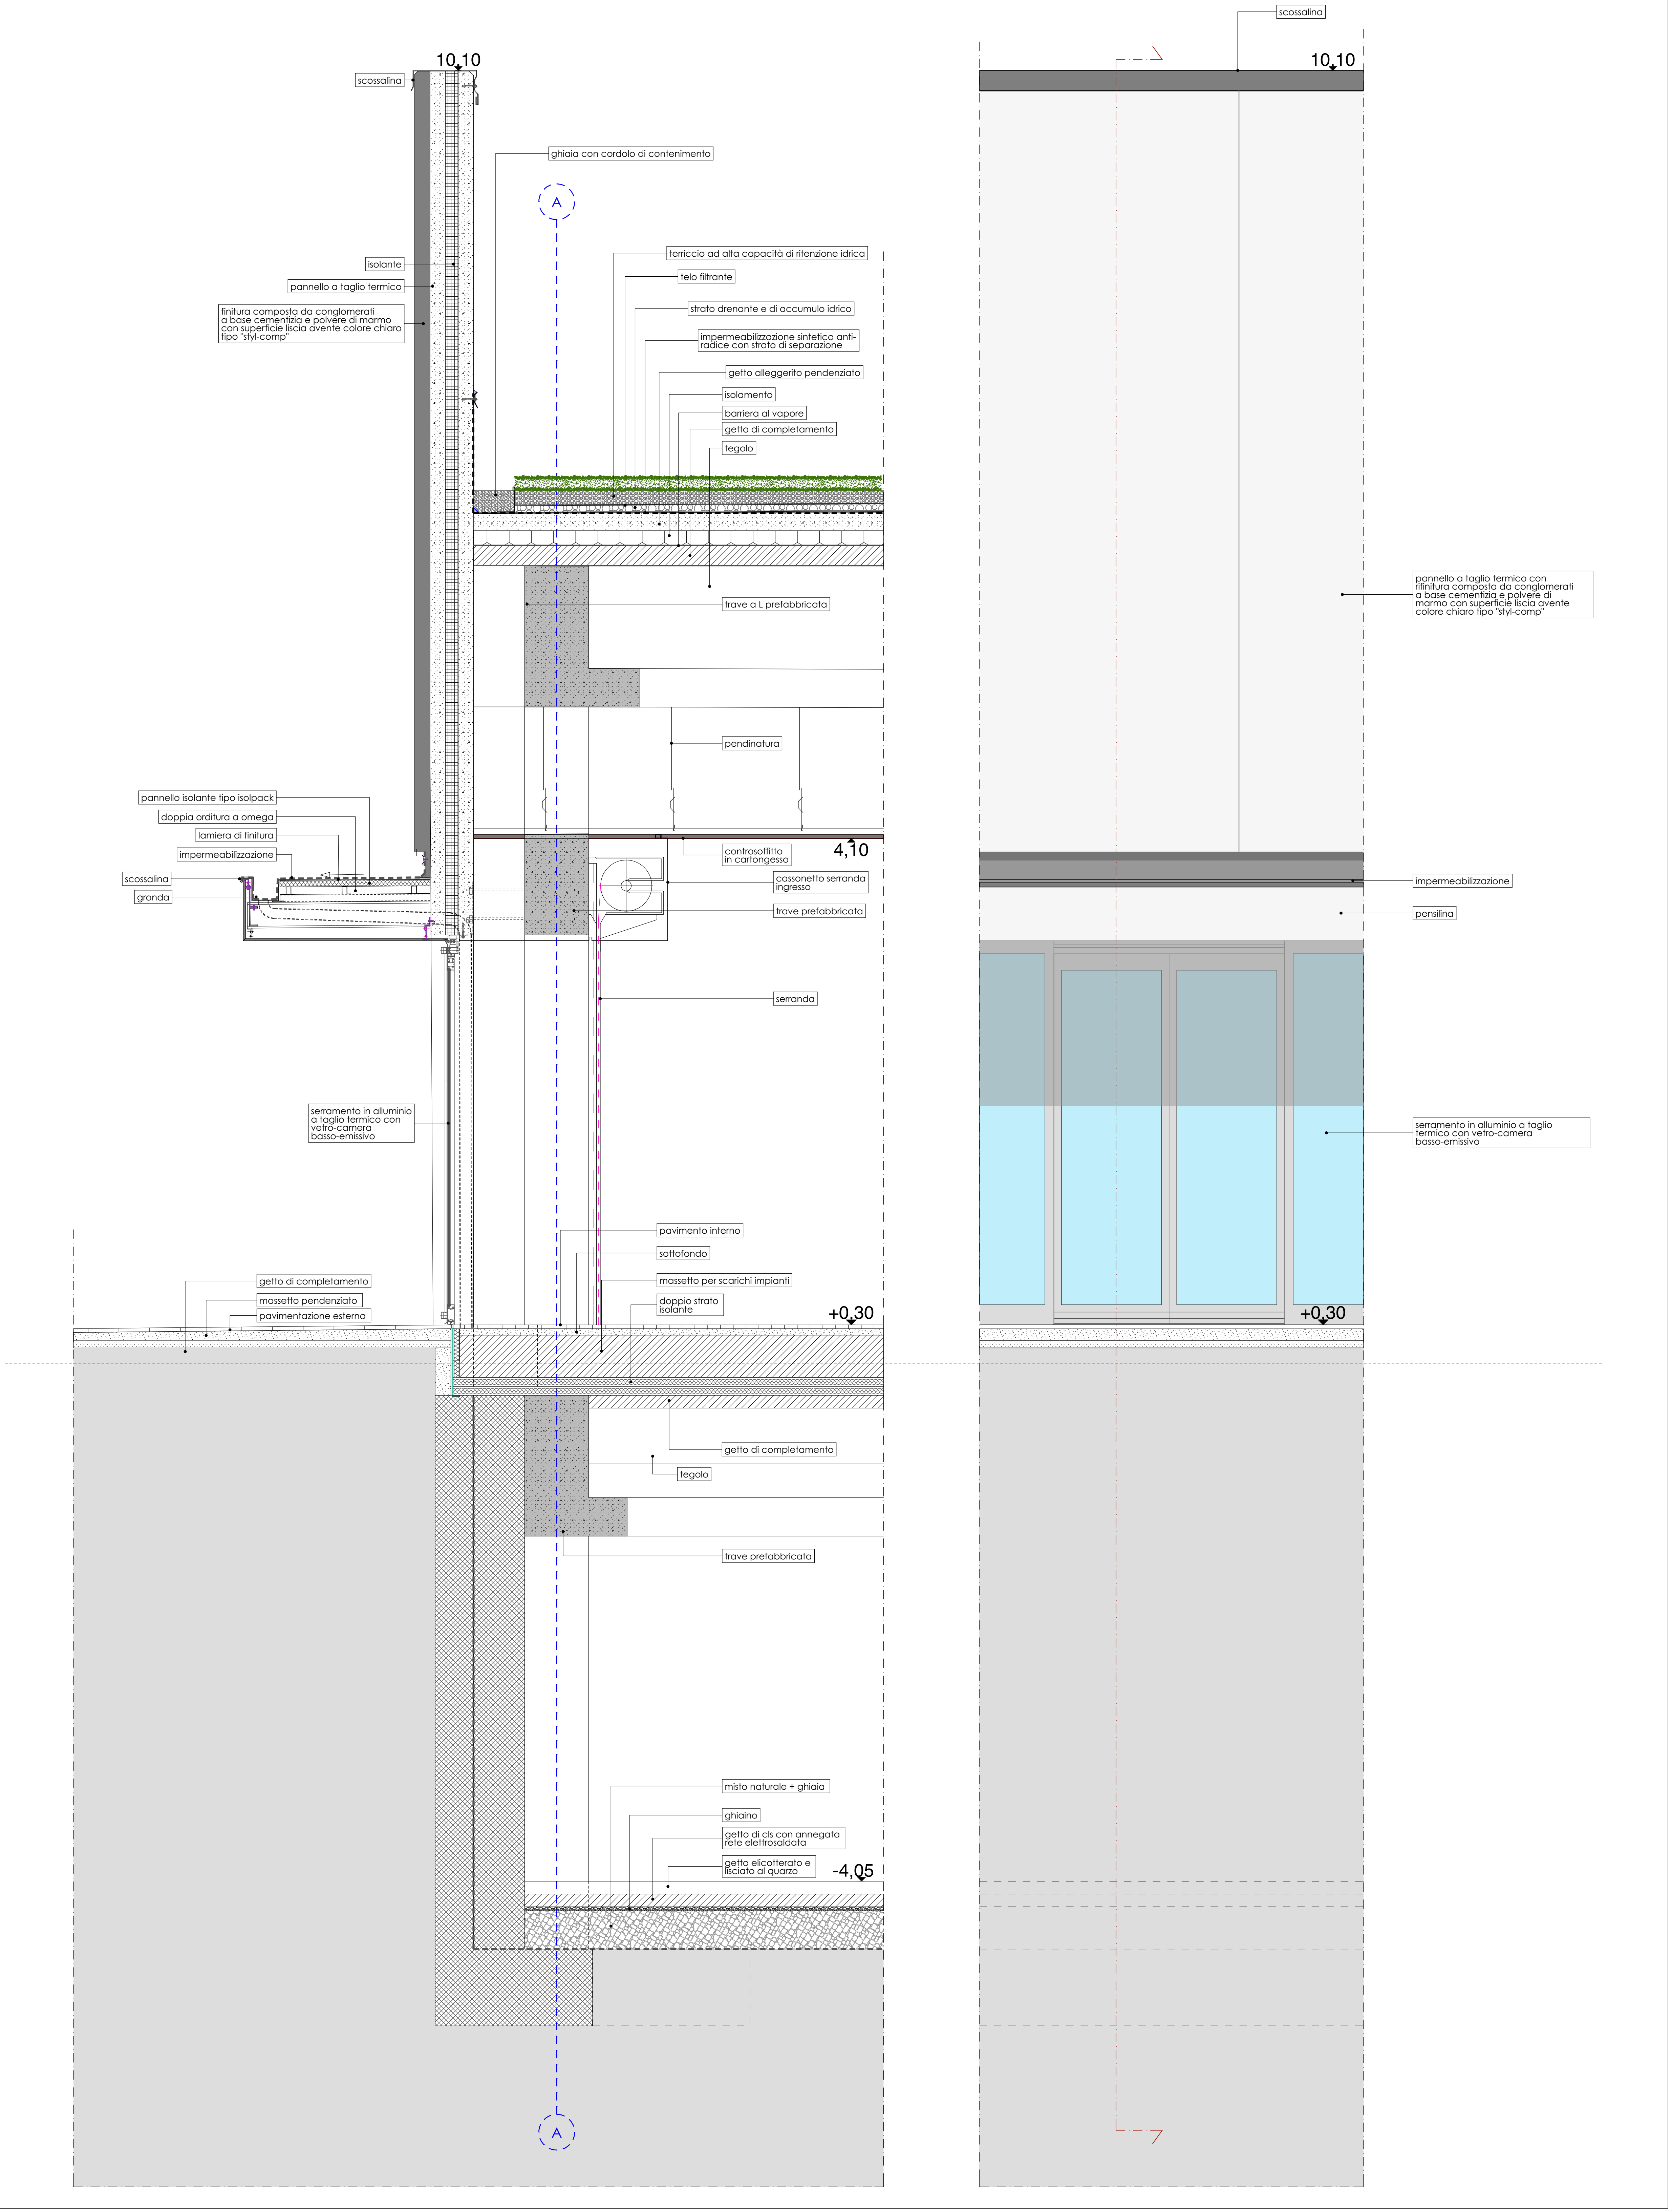 scossalina
10,10
scossalina
10,10
ghiaia con cordolo di contenimento
A
terriccio ad alta capacità di ritenzione idrica
isolante
telo filtrante
pannello a taglio termico
finitura composta da conglomerati
a base cementizia e polvere di marmo
con superficie liscia avente colore chiaro
tipo "styl-comp"
strato drenante e di accumulo idrico
impermeabilizzazione sintetica anti-
radice con strato di separazione
getto alleggerito pendenziato
isolamento
barriera al vapore
getto di completamento
tegolo
trave a L prefabbricata
pannello a taglio termico con
rifinitura composta da conglomerati
a base cementizia e polvere di
marmo con superficie liscia avente
colore chiaro tipo "styl-comp"
pendinatura
pannello isolante tipo isolpack
doppia orditura a omega
lamiera di finitura
impermeabilizzazione
scossalina
gronda
controsoffitto
in cartongesso
4,10
cassonetto serranda
ingresso
trave prefabbricata
impermeabilizzazione
pensilina
serranda
serramento in alluminio
a taglio termico con
vetro-camera
basso-emissivo
serramento in alluminio a taglio
termico con vetro-camera
basso-emissivo
pavimento interno
sottofondo
massetto per scarichi impianti
doppio strato
isolante
+0,30
+0,30
getto di completamento
massetto pendenziato
pavimentazione esterna
getto di completamento
tegolo
trave prefabbricata
misto naturale + ghiaia
ghiaino
getto di cls con annegata
rete elettrosaldata
getto elicotterato e
lisciato al quarzo
-4,05
A